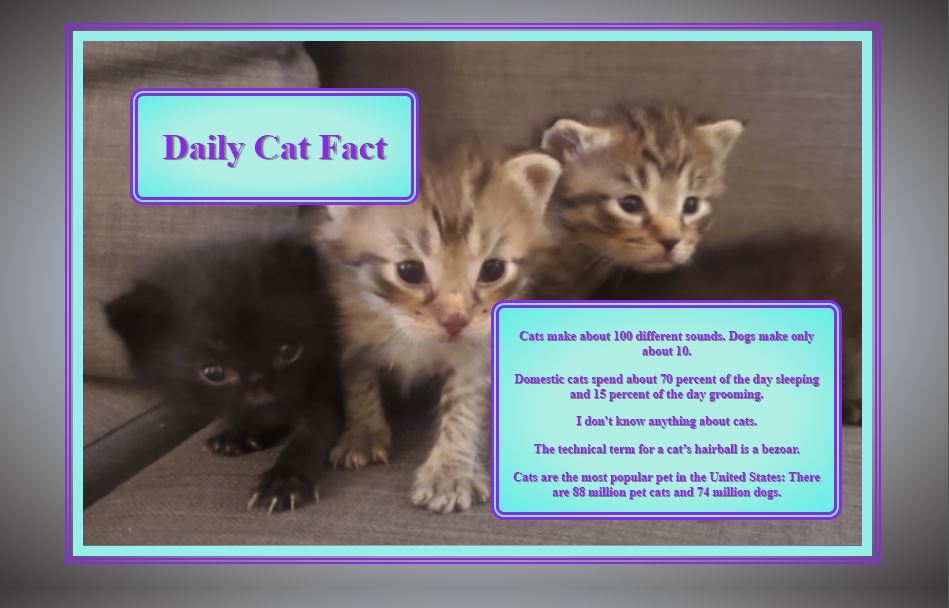 Daily Cat Fact
Cats make about 100 different sounds. Dogs make only
about 10.
Domestic cats spend about 70 percent of the day sleeping
and 15 percent of the day grooming.
I don't know anything about cats.
The technical term for a cat’s hairball is a bezoar.
Cats are the most popular pet in the United States: There
are 88 million pet cats and 74 million dogs.